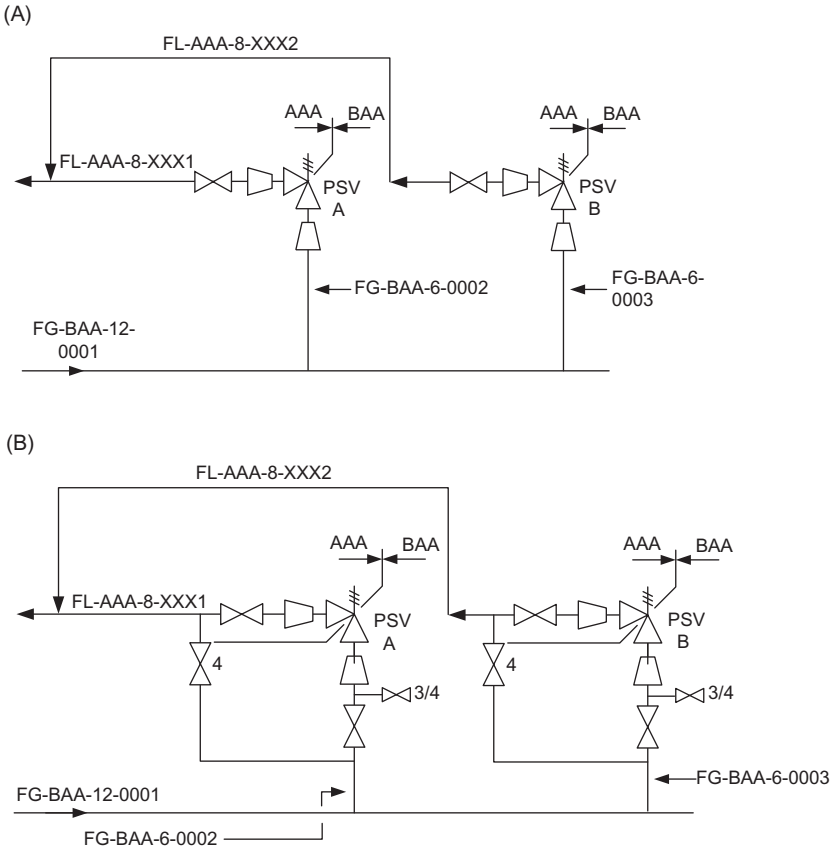 (A)
FL-AAA-8-XXX2
AAA BAA
AAA BAA
FL-AAA-8-XXX1
PSV
A
PSV
B
FG-BAA-6-0002
FG-BAA-6-
0003
FG-BAA-12-
0001
(B)
FL-AAA-8-XXX2
AAA BAA
AAA BAA
FL-AAA-8-XXX1
PSV
A
PSV
B
4
4
3/4
3/4
FG-BAA-6-0003
FG-BAA-12-0001
FG-BAA-6-0002